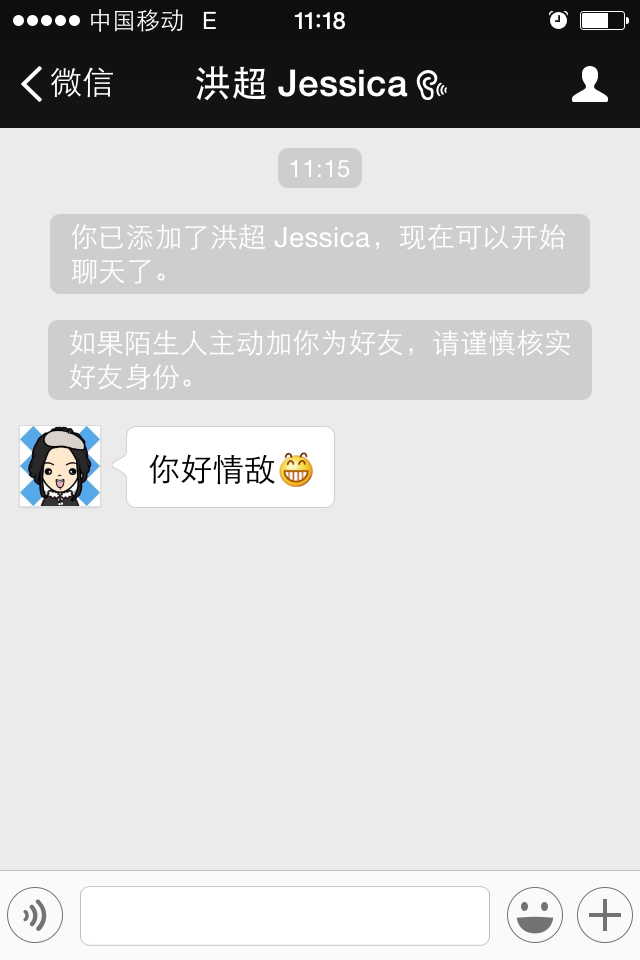 中国移动 E 11:18
微信 洪超 Jessica
11:15
你已添加了洪超 Jessica，现在可以开始
聊天了。
如果陌生人主动加你为好友，请谨慎核实
好友身份。
你好情敌😁